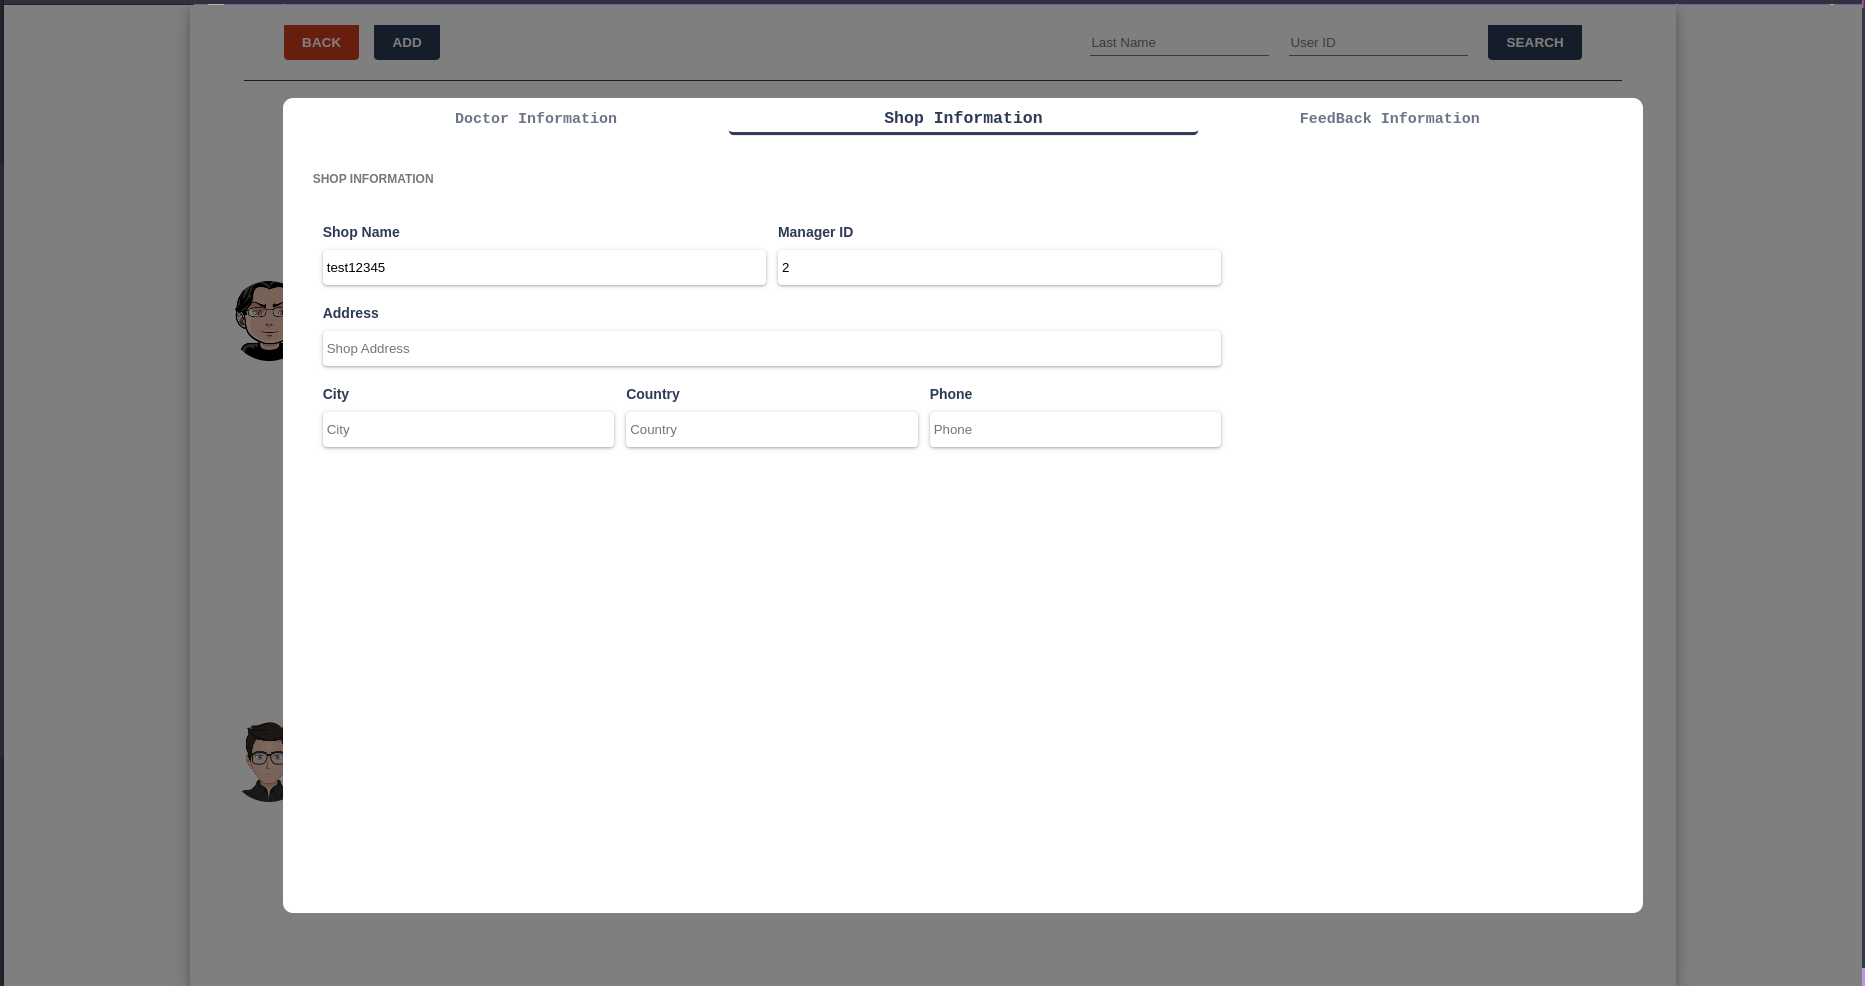 BACK ADD Last Name User ID SEARCH
Doctor Information Shop Information FeedBack Information
SHOP INFORMATION
Shop Name Manager ID
test12345 2
Address
Shop Address
City Country Phone
City Country Phone